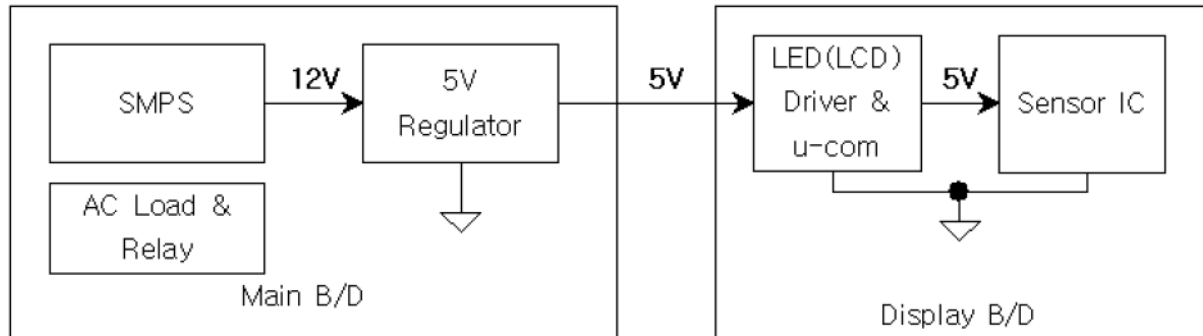 SMPS
12V
5V
Regulator
5V
LED(LCD)
Driver &
u-com
5V
Sensor IC
AC Load &
Relay
Main B/D
Display B/D